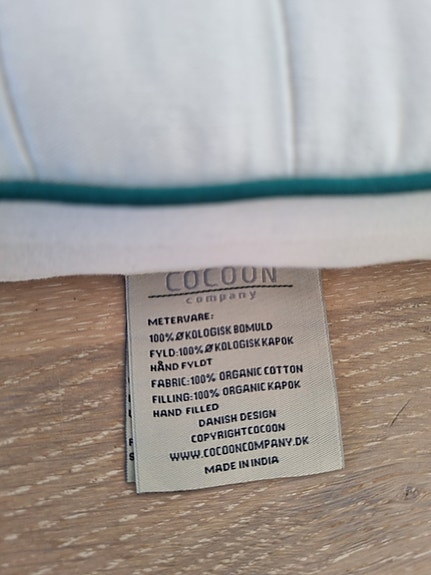 COCOON
company
METERVARE:
100% ØKOLOGISK BOMULD
FYLD:100% ØKOLOGISK KAPOK
HÅND FYLDT
FABRIC:100% ORGANIC COTTON
FILLING:100% ORGANIC KAPOK
HAND FILLED
DANISH DESIGN
COPYRIGHTCOCOON
WWW.COCOONCOMPANY.DK
MADE IN INDIA